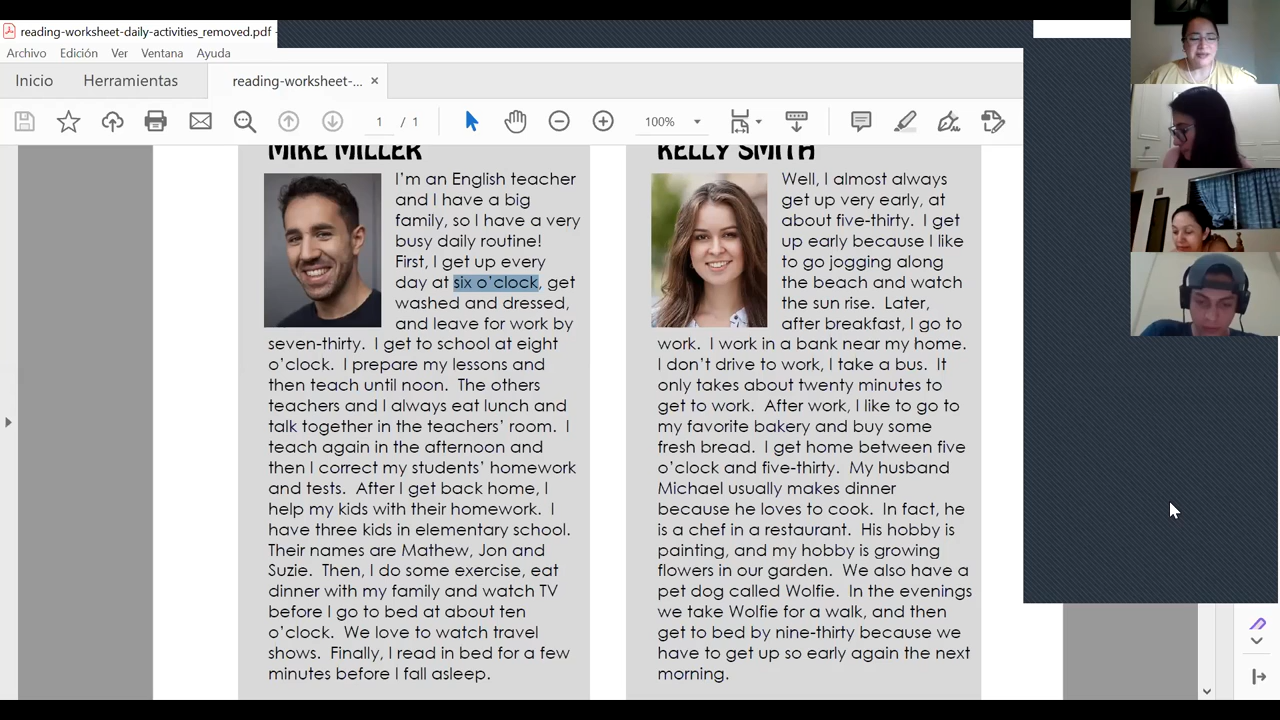 reading-worksheet-daily-activities_removed.pdf -
Archivo Edición Ver Ventana Ayuda
Inicio Herramientas reading-worksheet-... ×
1 / 1 100%
MIKE MILLER
I'm an English teacher
and I have a big
family, so I have a very
busy daily routine!
First, I get up every
day at six o'clock, get
washed and dressed,
and leave for work by
seven-thirty. I get to school at eight
o'clock. I prepare my lessons and
then teach until noon. The others
teachers and I always eat lunch and
talk together in the teachers' room. I
teach again in the afternoon and
then I correct my students' homework
and tests. After I get back home, I
help my kids with their homework. I
have three kids in elementary school.
Their names are Mathew, Jon and
Suzie. Then, I do some exercise, eat
dinner with my family and watch TV
before I go to bed at about ten
o'clock. We love to watch travel
shows. Finally, I read in bed for a few
minutes before I fall asleep.
KELLY SMITH
Well, I almost always
get up very early, at
about five-thirty. I get
up early because I like
to go jogging along
the beach and watch
the sun rise. Later,
after breakfast, I go to
work. I work in a bank near my home.
I don't drive to work, I take a bus. It
only takes about twenty minutes to
get to work. After work, I like to go to
my favorite bakery and buy some
fresh bread. I get home between five
o'clock and five-thirty. My husband
Michael usually makes dinner
because he loves to cook. In fact, he
is a chef in a restaurant. His hobby is
painting, and my hobby is growing
flowers in our garden. We also have a
pet dog called Wolfie. In the evenings
we take Wolfie for a walk, and then
get to bed by nine-thirty because we
have to get up so early again the next
morning.